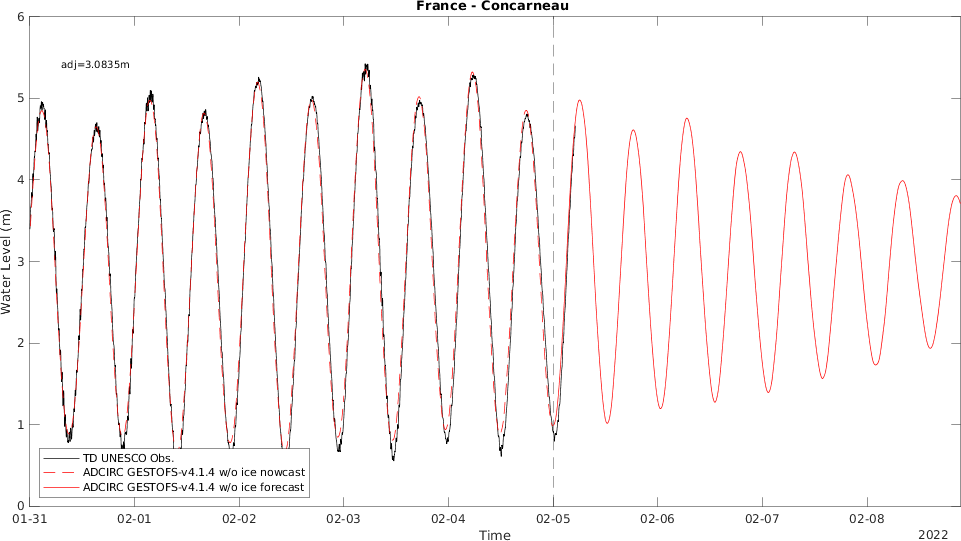 France - Concarneau
adj=3.0835m
6
5
4
3
2
1
0
Water Level (m)
TD UNESCO Obs.
ADCIRC GESTOFS-v4.1.4 w/o ice nowcast
ADCIRC GESTOFS-v4.1.4 w/o ice forecast
01-31 02-01 02-02 02-03 02-04 02-05 02-06 02-07 02-08
Time
2022